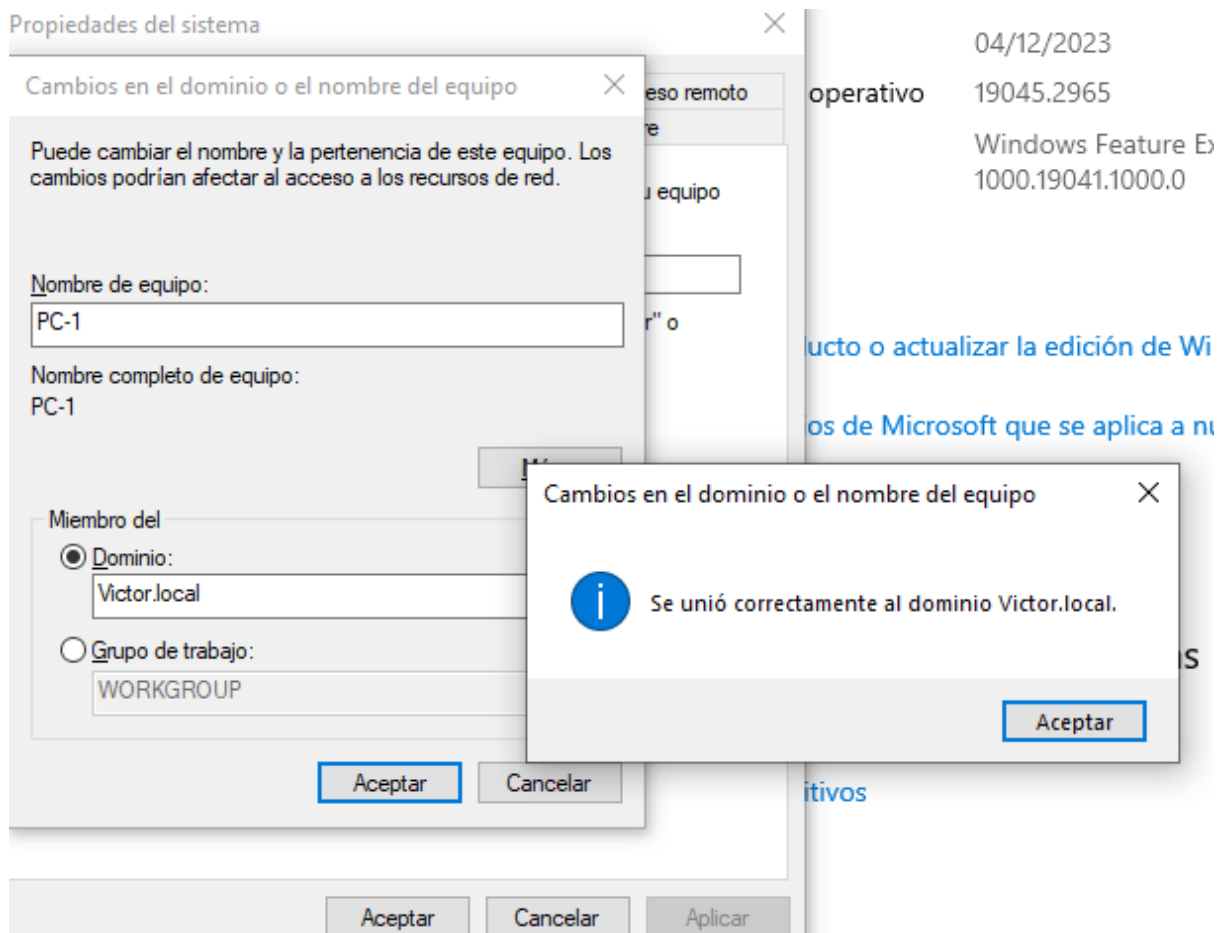 Propiedades del sistema
04/12/2023
Cambios en el dominio o el nombre del equipo
eso remoto
operativo 19045.2965
re
Puede cambiar el nombre y la pertenencia de este equipo. Los
cambios podrían afectar al acceso a los recursos de red.
Windows Feature Ex
1000.19041.1000.0
u equipo
Nombre de equipo:
PC-1
r" o
ucto o actualizar la edición de Wi
Nombre completo de equipo:
PC-1
os de Microsoft que se aplica a nu
Cambios en el dominio o el nombre del equipo
Miembro del
Dominio:
Victor.local
Se unió correctamente al dominio Victor.local.
Grupo de trabajo:
WORKGROUP
as
Aceptar
Aceptar Cancelar
itivos
Aceptar Cancelar Aplicar